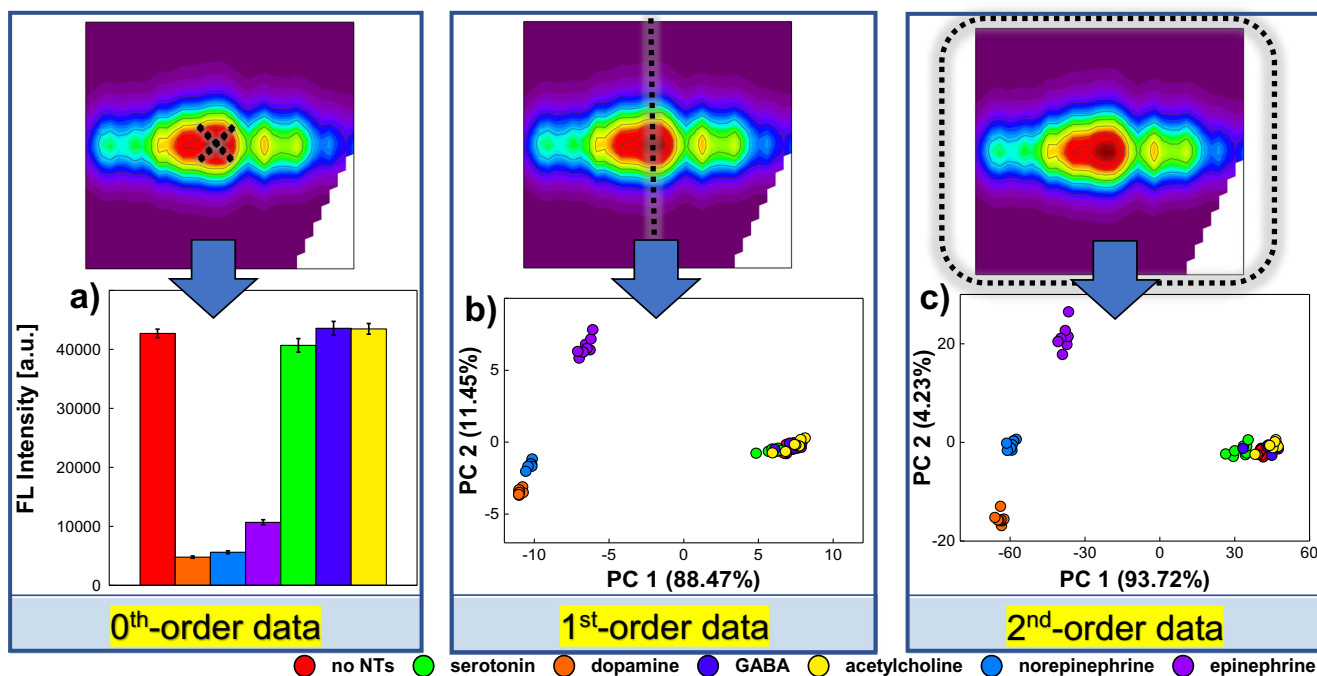 a)
FL Intensity [a.u.]
40000
30000
20000
10000
0
0th-order data
b)
PC 2 (11.45%)
5
0
-5
-10 -5 0 5 10
PC 1 (88.47%)
1st-order data
c)
PC 2 (4.23%)
20
0
-20
-60 -30 0 30 60
PC 1 (93.72%)
2nd-order data
no NTs serotonin dopamine GABA acetylcholine norepinephrine epinephrine